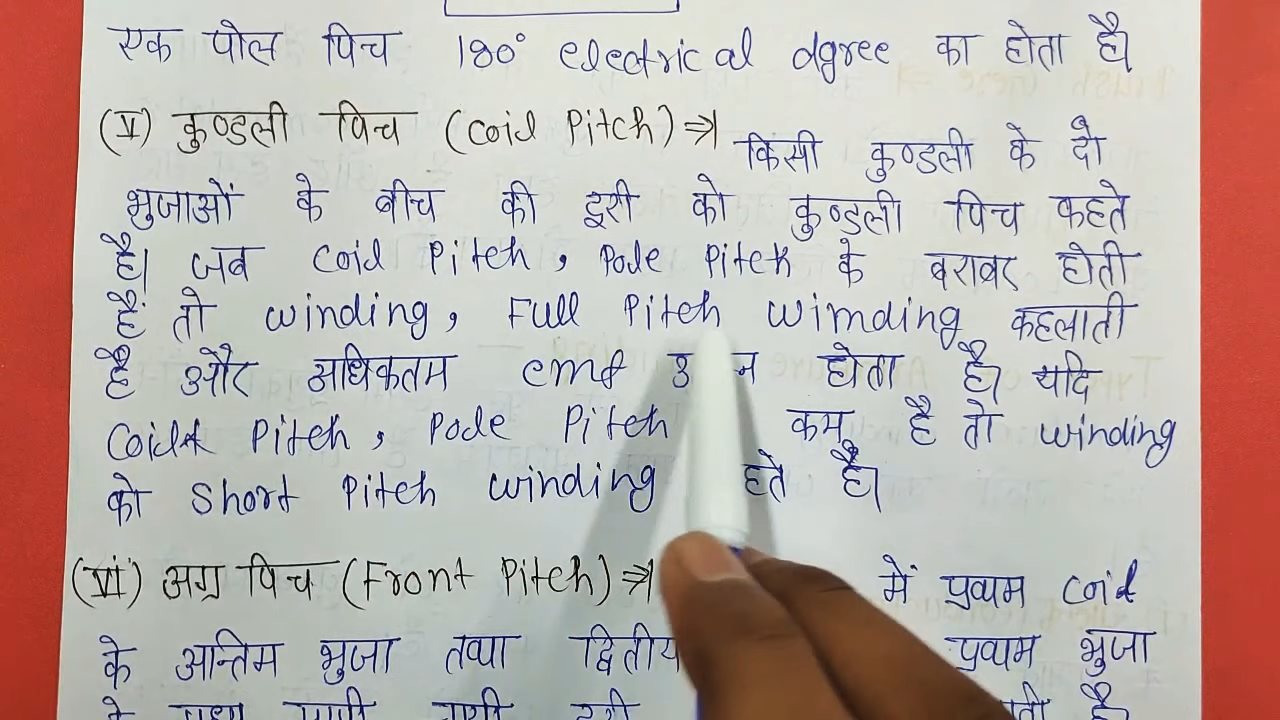 एक पोल पिच 180° electrical dgree का होता है।
(V) कुण्डली पिच (Coil Pitch) ⇒ किसी कुण्डली के दो
भुजाओं के बीच की दूरी को कुण्डली पिच कहते
है। जब Coil Pitch, Pole Pitch के बराबर होती
हैं तो winding, Full Pitch winding कहलाती
है और अधिकतम emf होता है। यदि
Coil Pitch, Pole Pitch कम है तो winding
को Short Pitch winding है।
(VI) अग्र पिच (Front Pitch) ⇒ में प्रथम Coil
के अन्तिम भुजा तथा द्वितीय प्रथम भुजा